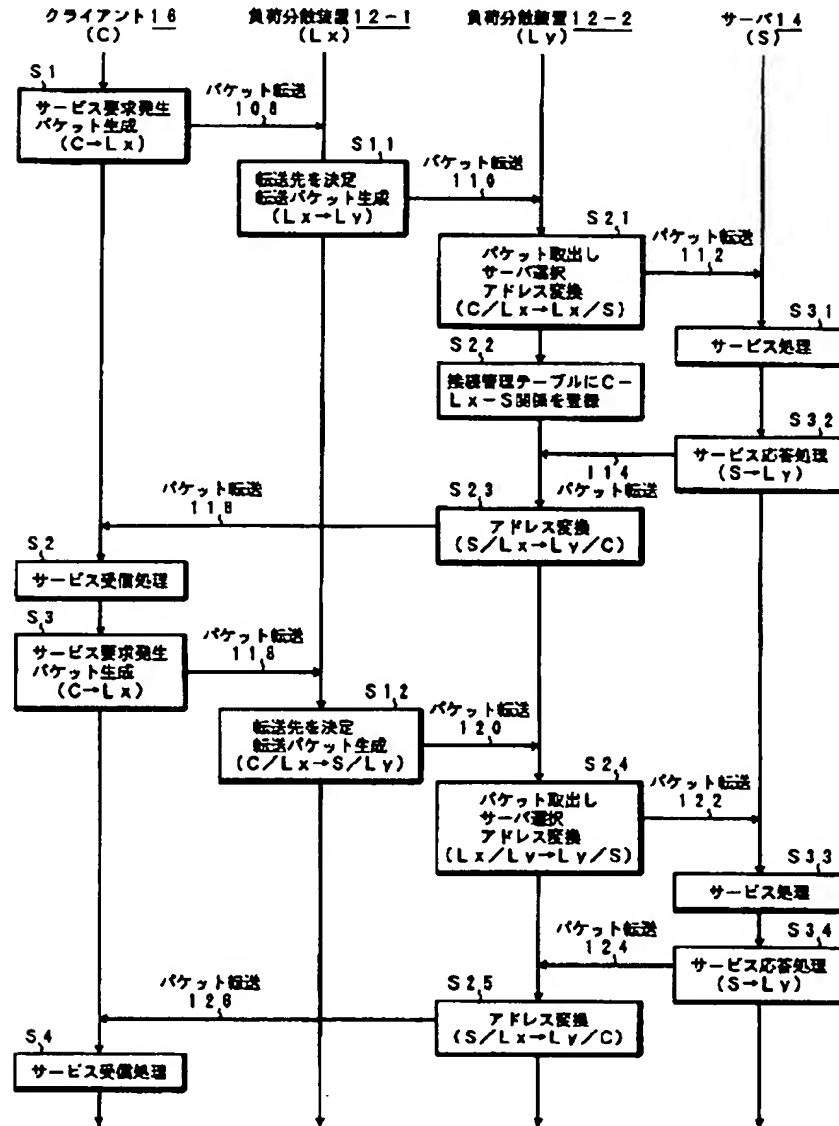 クライアント16
(C)
負荷分散装置12-1
(Lx)
負荷分散装置12-2
(Ly)
サーバ14
(S)
S1
サービス要求発生
パケット生成
(C→Lx)
パケット転送
108
S11
転送先を決定
転送パケット生成
(Lx→Ly)
パケット転送
110
S21
パケット取出し
サーバ選択
アドレス変換
(C/Lx→Lx/S)
パケット転送
112
S31
サービス処理
S22
接続管理テーブルにC-
Lx-S関係を登録
S32
サービス応答処理
(S→Ly)
114
パケット転送
S23
アドレス変換
(S/Lx→Ly/C)
パケット転送
118
S2
サービス受信処理
S3
サービス要求発生
パケット生成
(C→Lx)
パケット転送
118
S12
転送先を決定
転送パケット生成
(C/Lx→S/Ly)
パケット転送
120
S24
パケット取出し
サーバ選択
アドレス変換
(Lx/Ly→Ly/S)
パケット転送
122
S33
サービス処理
S34
サービス応答処理
(S→Ly)
パケット転送
124
S25
アドレス変換
(S/Lx→Ly/C)
パケット転送
126
S4
サービス受信処理